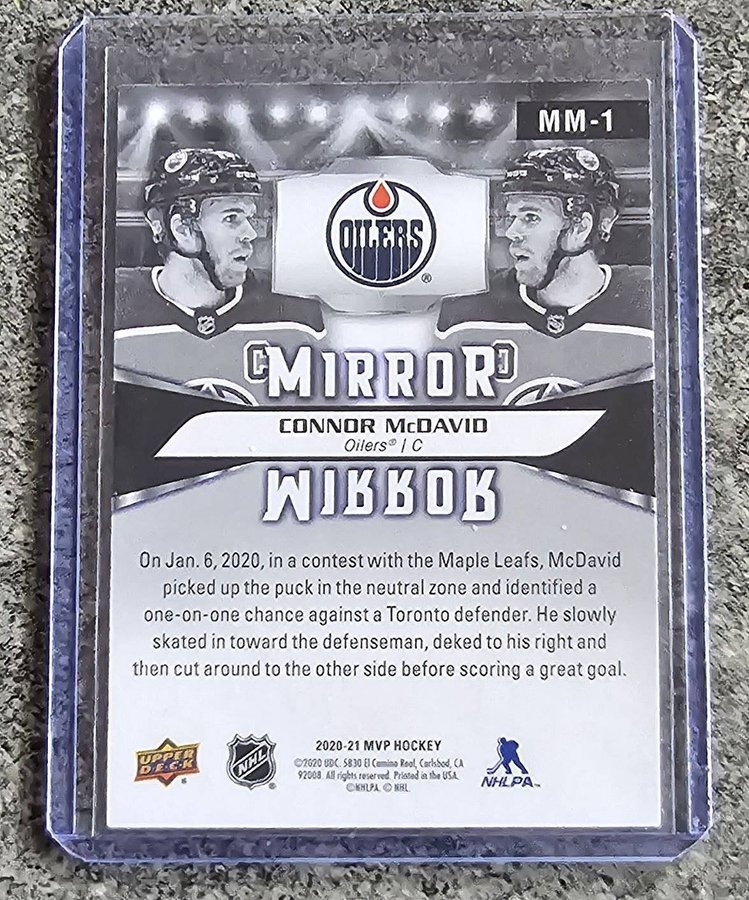 MM-1
OILERS®
MIRROR
CONNOR McDAVID
Oilers® | C
MIRROR
On Jan. 6, 2020, in a contest with the Maple Leafs, McDavid
picked up the puck in the neutral zone and identified a
one-on-one chance against a Toronto defender. He slowly
skated in toward the defenseman, deked to his right and
then cut around to the other side before scoring a great goal.
UPPER
DECK
NHL
2020-21 MVP HOCKEY
©2020 UDC. 5830 El Camino Real, Carlsbad, CA
92008. All rights reserved. Printed in the USA.
©NHLPA. © NHL.
NHLPA™